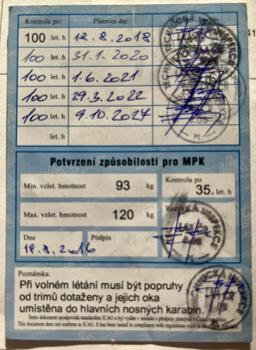 Kontrola po: Platnost do:
100 let. h 12.8.2018
100 let. h 31.1.2020
100 let. h 1.6.2021
100 let. h 29.3.2022
100 let. h 9.10.2024
let. h
Potvrzení způsobilosti pro MPK
Min. vzlet. hmotnost 93 kg Kontrola po
35. let. h
Max. vzlet. hmotnost 120 kg
Dne Podpis
18.8.2016
Poznámka:
Při volném létání musí být popruhy
od trimů dotaženy a jejich oka
umístěna do hlavních nosných karabin.